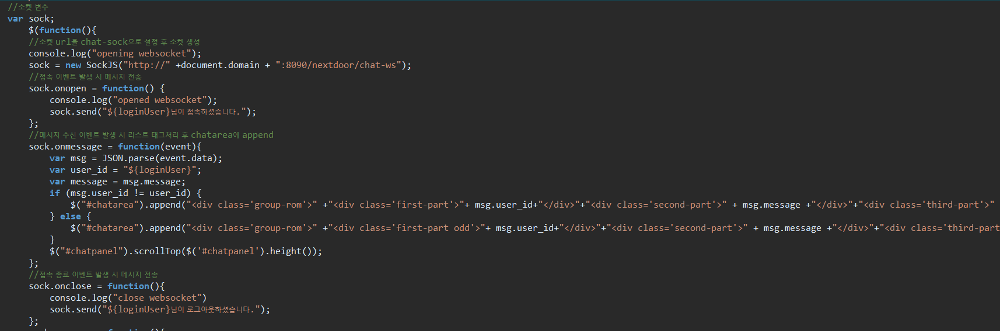 //소켓 변수
var sock;
$(function(){
//소켓 url를 chat-sock으로 설정 후 소켓 생성
console.log("opening websocket");
sock = new SockJS("http://" +document.domain + ":8090/nextdoor/chat-ws");
//접속 이벤트 발생 시 메시지 전송
sock.onopen = function() {
console.log("opened websocket");
sock.send("${loginUser}님이 접속하셨습니다.");
};
//메시지 수신 이벤트 발생 시 리스트 태그처리 후 chatarea에 append
sock.onmessage = function(event){
var msg = JSON.parse(event.data);
var user_id = "${loginUser}";
var message = msg.message;
if (msg.user_id != user_id) {
$("#chatarea").append("<div class='group-rom'>" +"<div class='first-part'>"+ msg.user_id+"</div>"+"<div class='second-part'>" + msg.message +"</div>"+"<div class='third-part'>"
} else {
$("#chatarea").append("<div class='group-rom'>" +"<div class='first-part odd'>"+ msg.user_id+"</div>"+"<div class='second-part'>" + msg.message +"</div>"+"<div class='third-part
}
$("#chatpanel").scrollTop($('#chatpanel').height());
};
//접속 종료 이벤트 발생 시 메시지 전송
sock.onclose = function(){
console.log("close websocket")
sock.send("${loginUser}님이 로그아웃하셨습니다.");
};